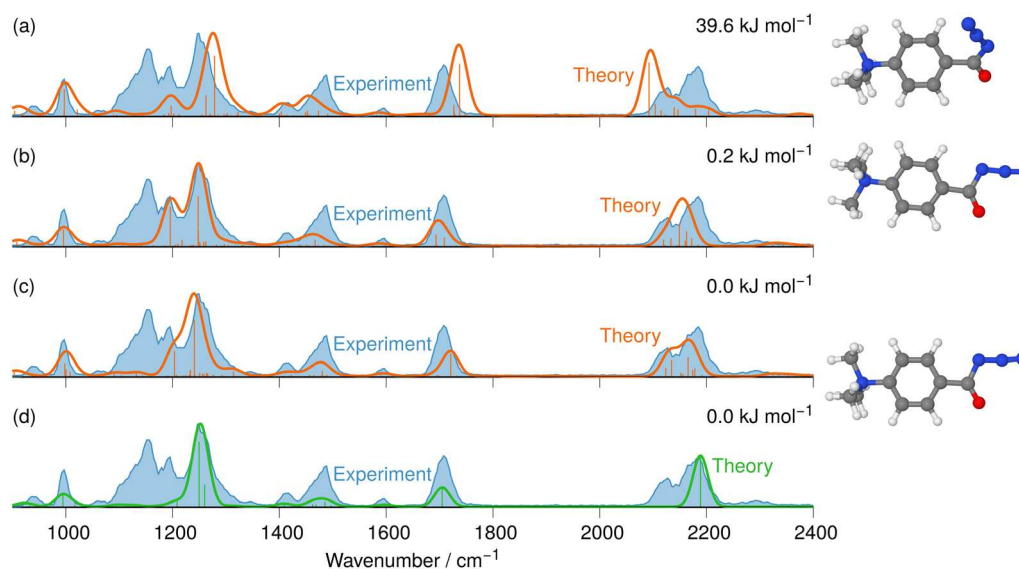 (a)
39.6 kJ mol⁻¹
Experiment
Theory
(b)
0.2 kJ mol⁻¹
Experiment
Theory
(c)
0.0 kJ mol⁻¹
Experiment
Theory
(d)
0.0 kJ mol⁻¹
Experiment
Theory
1000 1200 1400 1600 1800 2000 2200 2400
Wavenumber / cm⁻¹